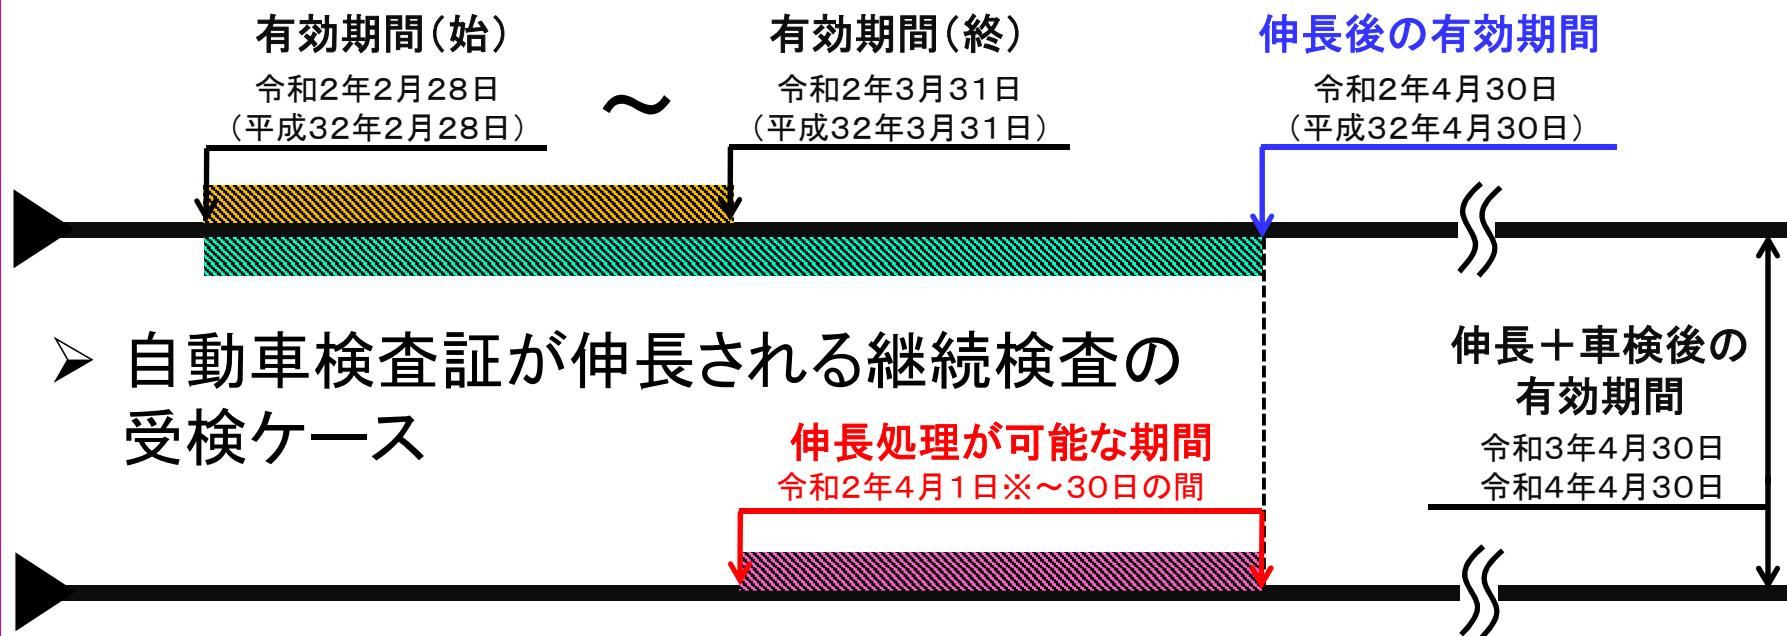 有効期間（始）
令和２年２月２８日
（平成３２年２月２８日）
～
有効期間（終）
令和２年３月３１日
（平成３２年３月３１日）
伸長後の有効期間
令和２年４月３０日
（平成３２年４月３０日）
➢ 自動車検査証が伸長される継続検査の
受検ケース
伸長処理が可能な期間
令和２年４月１日※～３０日の間
伸長＋車検後の
有効期間
令和３年４月３０日
令和４年４月３０日